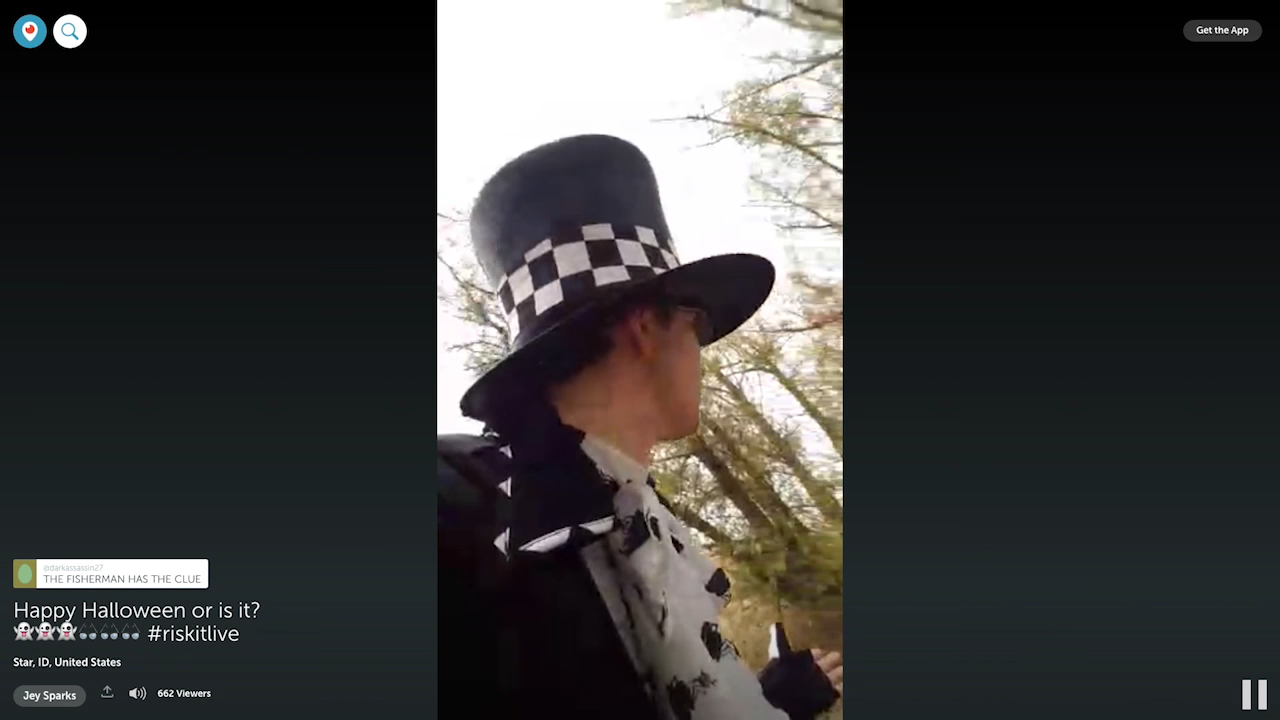 Get the App
@darkassassin27
THE FISHERMAN HAS THE CLUE
Happy Halloween or is it?
👻👻👻🍒🍒🍒 #riskitlive
Star, ID, United States
Jey Sparks
662 Viewers